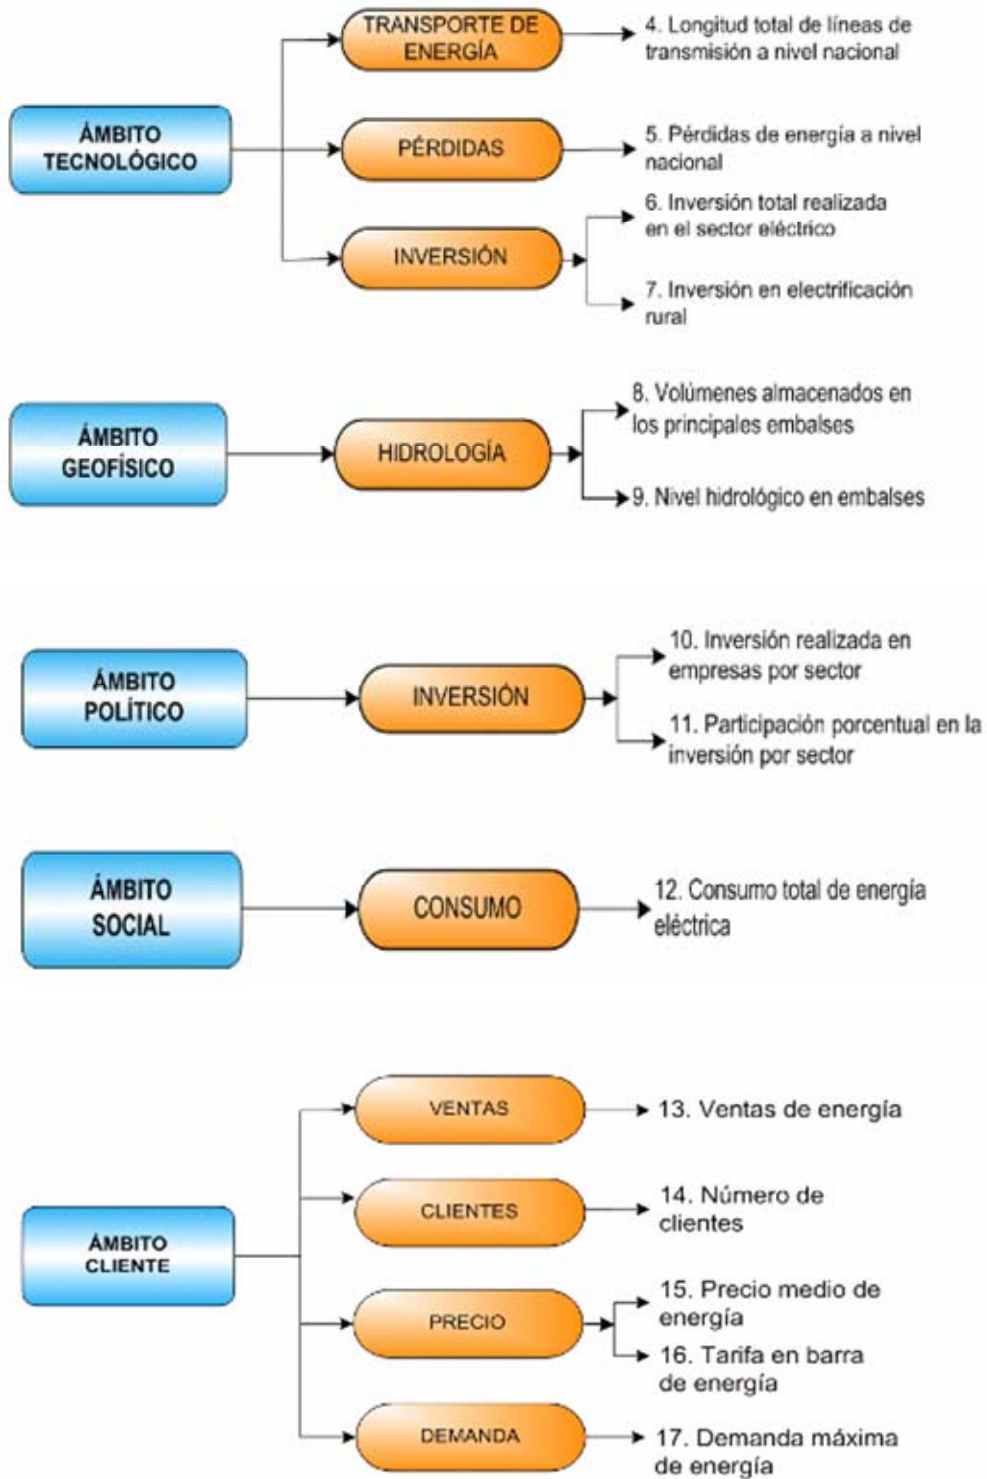 TRANSPORTE DE
ENERGÍA
4. Longitud total de líneas de
transmisión a nivel nacional
ÁMBITO
TECNOLÓGICO
PÉRDIDAS
5. Pérdidas de energía a nivel
nacional
INVERSIÓN
6. Inversión total realizada
en el sector eléctrico
7. Inversión en electrificación
rural
ÁMBITO
GEOFÍSICO
HIDROLOGÍA
8. Volúmenes almacenados en
los principales embalses
9. Nivel hidrológico en embalses
ÁMBITO
POLÍTICO
INVERSIÓN
10. Inversión realizada en
empresas por sector
11. Participación porcentual en la
inversión por sector
ÁMBITO
SOCIAL
CONSUMO
12. Consumo total de energía
eléctrica
ÁMBITO
CLIENTE
VENTAS
13. Ventas de energía
CLIENTES
14. Número de
clientes
PRECIO
15. Precio medio de
energía
16. Tarifa en barra
de energía
DEMANDA
17. Demanda máxima
de energía